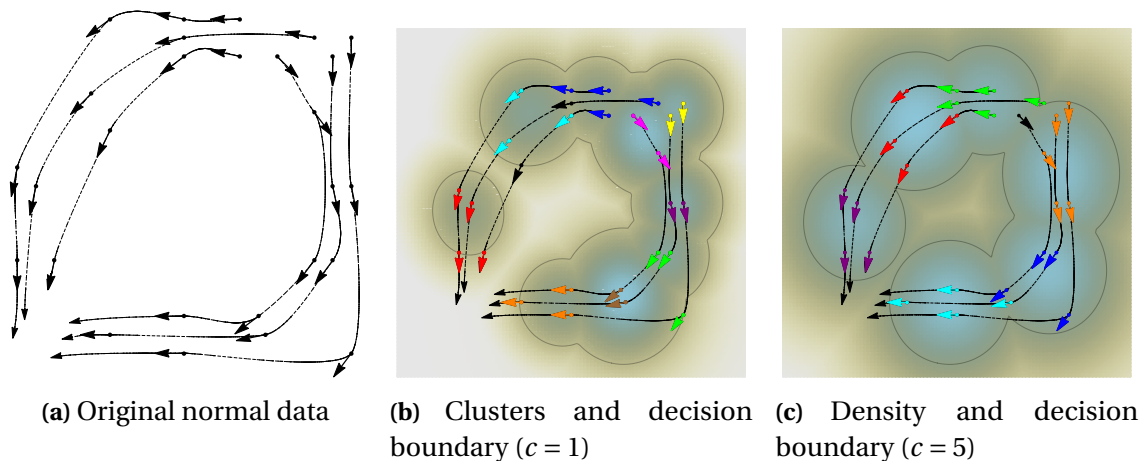 (a) Original normal data
(b) Clusters and decision
boundary (c = 1)
(c) Density and decision
boundary (c = 5)